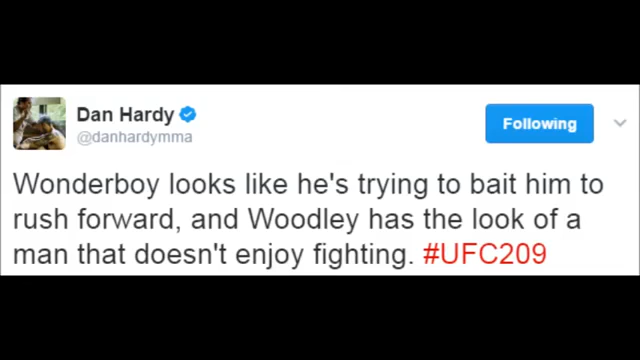 Dan Hardy
@danhardymma
Following
Wonderboy looks like he's trying to bait him to
rush forward, and Woodley has the look of a
man that doesn't enjoy fighting. #UFC209